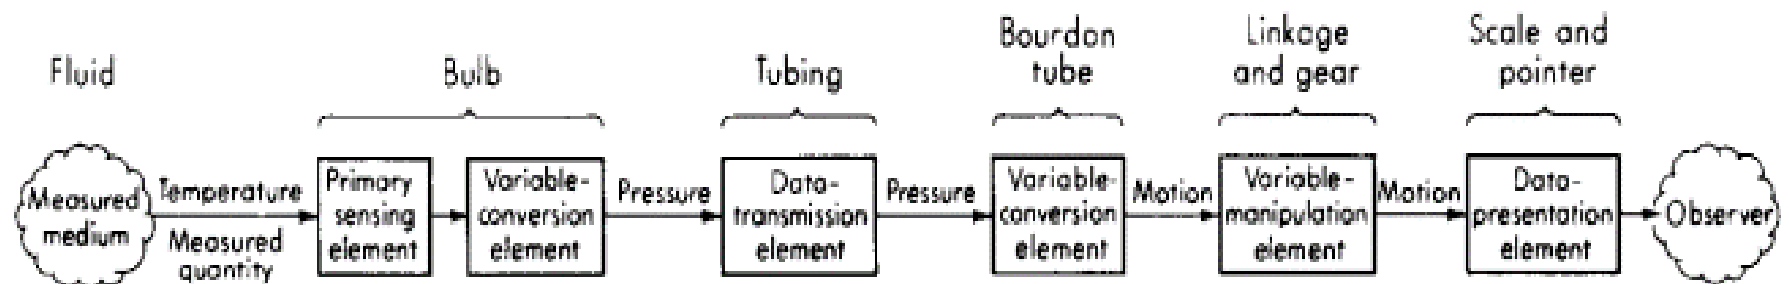 Fluid
Bulb
Tubing
Bourdon
tube
Linkage
and gear
Scale and
pointer
Measured
medium
Temperature
Measured
quantity
Primary
sensing
element
Variable-
conversion
element
Pressure
Data-
transmission
element
Pressure
Variable-
conversion
element
Motion
Variable-
manipulation
element
Motion
Data-
presentation
element
Observer